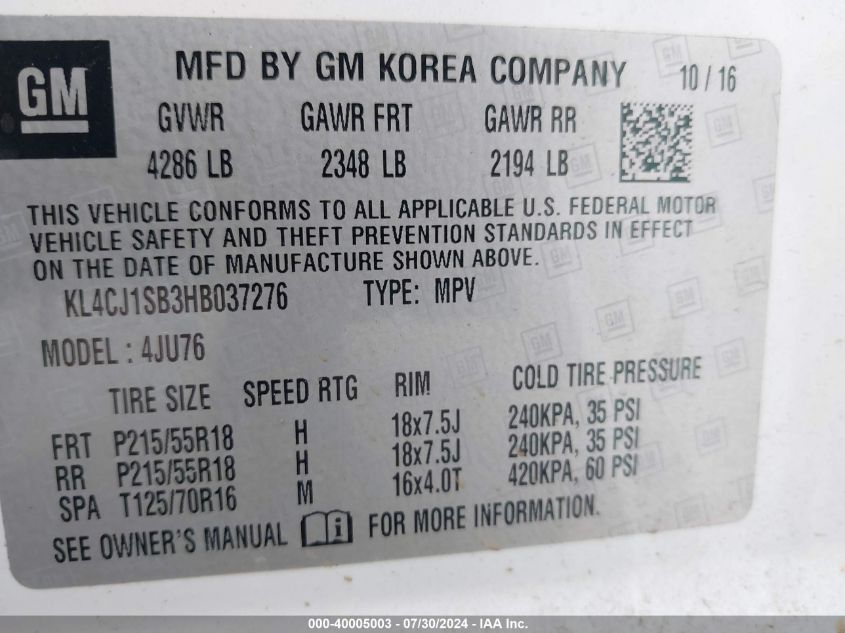 GM
MFD BY GM KOREA COMPANY 10 / 16
GVWR GAWR FRT GAWR RR
4286 LB 2348 LB 2194 LB
THIS VEHICLE CONFORMS TO ALL APPLICABLE U.S. FEDERAL MOTOR
VEHICLE SAFETY AND THEFT PREVENTION STANDARDS IN EFFECT
ON THE DATE OF MANUFACTURE SHOWN ABOVE.
KL4CJ1SB3HB037276 TYPE: MPV
MODEL : 4JU76
TIRE SIZE SPEED RTG RIM COLD TIRE PRESSURE
FRT P215/55R18 H 18x7.5J 240KPA, 35 PSI
RR P215/55R18 H 18x7.5J 240KPA, 35 PSI
SPA T125/70R16 M 16x4.0T 420KPA, 60 PSI
SEE OWNER'S MANUAL FOR MORE INFORMATION.
000-40005003 - 07/30/2024 - IAA Inc.